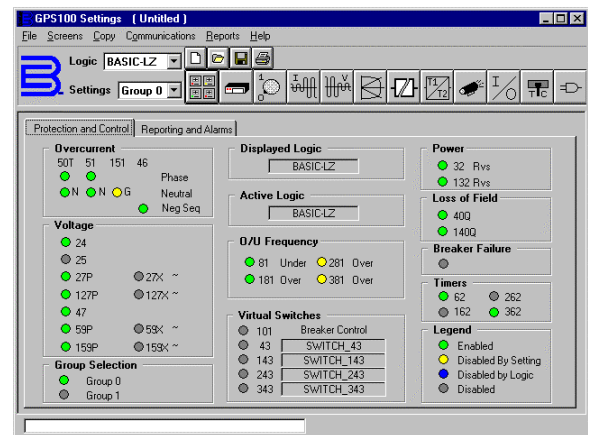 GPS100 Settings ( Untitled )
File Screens Copy Communications Reports Help
Logic BASIC-LZ
Settings Group 0
1 0
I
V
Z
T1 T2
I O
T C
Protection and Control Reporting and Alarms
Overcurrent
50T 51 151 46
Phase
N N G Neutral
Neg Seq
Voltage
24
25
27P 27X ~
127P 127X ~
47
59P 59X ~
159P 159X ~
Group Selection
Group 0
Group 1
Displayed Logic
BASIC-LZ
Active Logic
BASIC-LZ
O/U Frequency
81 Under 281 Over
181 Over 381 Over
Virtual Switches
101 Breaker Control
43 SWITCH_43
143 SWITCH_143
243 SWITCH_243
343 SWITCH_343
Power
32 Rvs
132 Rvs
Loss of Field
40Q
140Q
Breaker Failure
Timers
62 262
162 362
Legend
Enabled
Disabled By Setting
Disabled by Logic
Disabled